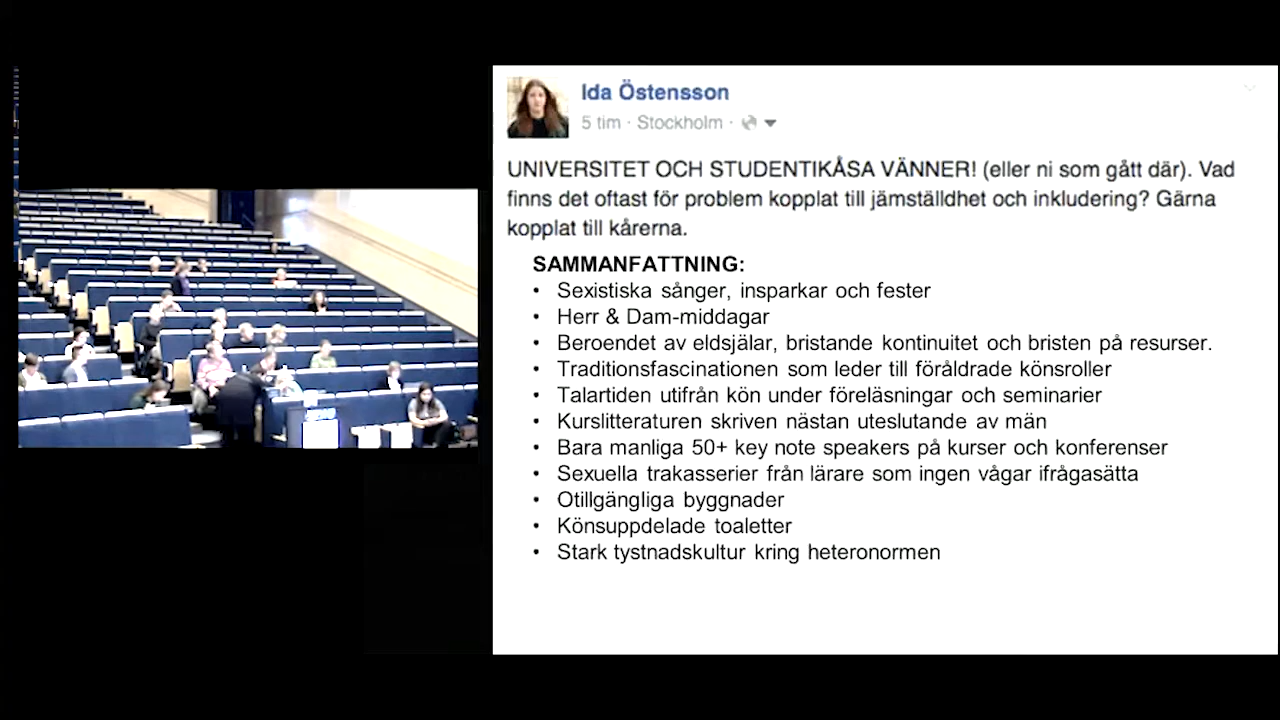 Ida Östensson
5 tim · Stockholm ·
UNIVERSITET OCH STUDENTIKÅSA VÄNNER! (eller ni som gått där). Vad
finns det oftast för problem kopplat till jämställdhet och inkludering? Gärna
kopplat till kårerna.
SAMMANFATTNING:
• Sexistiska sånger, insparkar och fester
• Herr & Dam-middagar
• Beroendet av eldsjälar, bristande kontinuitet och bristen på resurser.
• Traditionsfascinationen som leder till föråldrade könsroller
• Talartiden utifrån kön under föreläsningar och seminarier
• Kurslitteraturen skriven nästan uteslutande av män
• Bara manliga 50+ key note speakers på kurser och konferenser
• Sexuella trakasserier från lärare som ingen vågar ifrågasätta
• Otillgängliga byggnader
• Könsuppdelade toaletter
• Stark tystnadskultur kring heteronormen